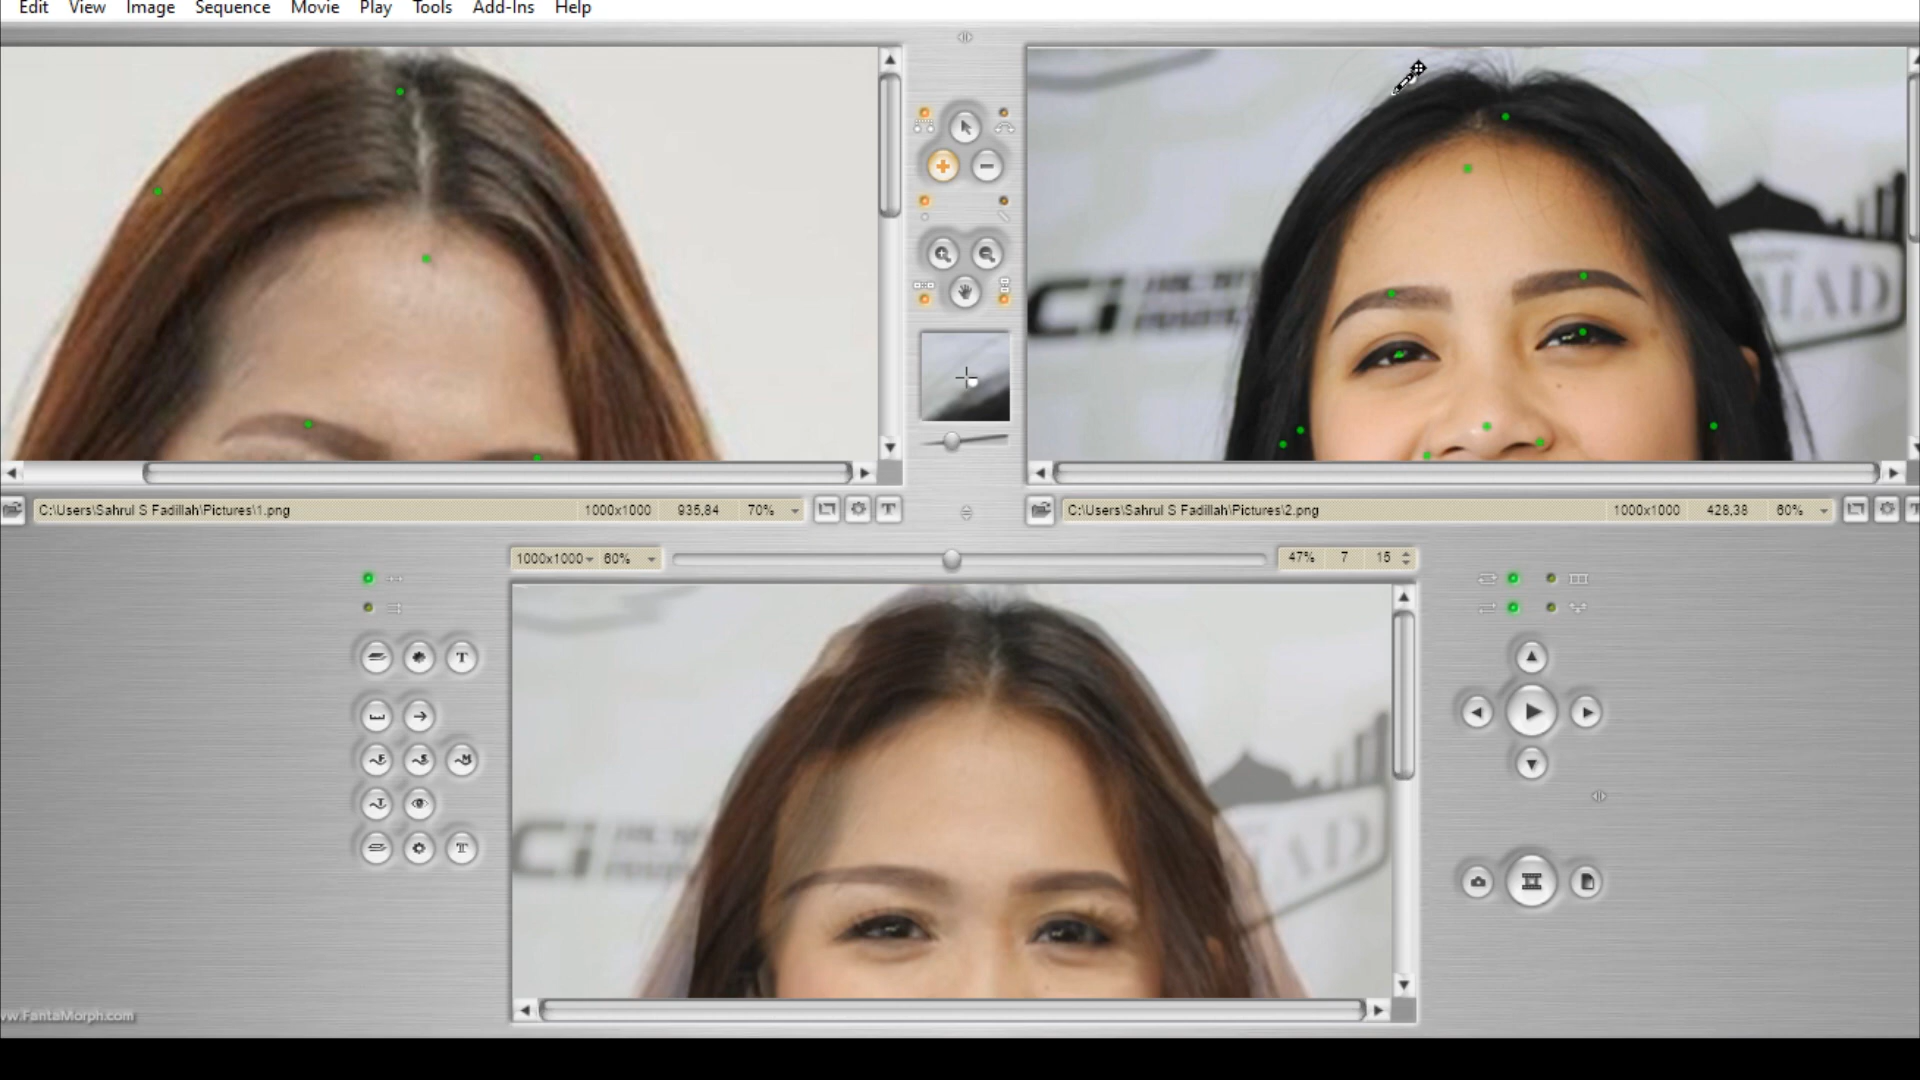 Edit View Image Sequence Movie Play Tools Add-Ins Help
C:\Users\Sahrul S Fadillah\Pictures\1.png 1000x1000 935,84 70%
C:\Users\Sahrul S Fadillah\Pictures\2.png 1000x1000 428,38 60%
1000x1000 60% 47% 7 15
T
T
ww.FantaMorph.com